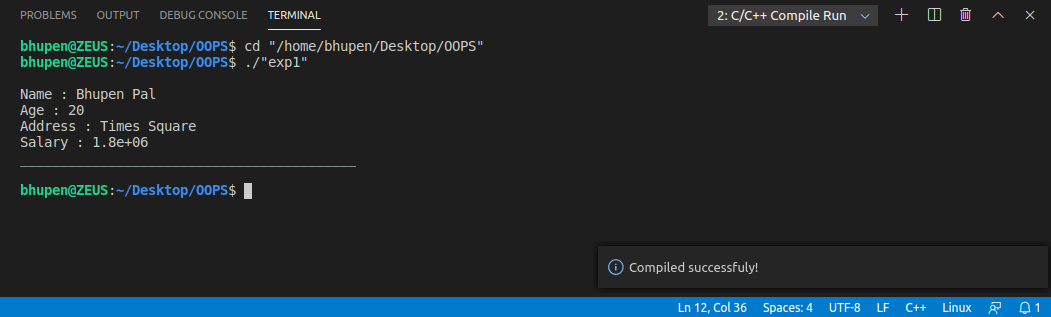 PROBLEMS OUTPUT DEBUG CONSOLE TERMINAL 2: C/C++ Compile Run
bhupen@ZEUS:~/Desktop/OOPS$ cd "/home/bhupen/Desktop/OOPS"
bhupen@ZEUS:~/Desktop/OOPS$ ./"exp1"
Name : Bhupen Pal
Age : 20
Address : Times Square
Salary : 1.8e+06
__________________________________________
bhupen@ZEUS:~/Desktop/OOPS$
Compiled successfuly!
Ln 12, Col 36 Spaces: 4 UTF-8 LF C++ Linux 1